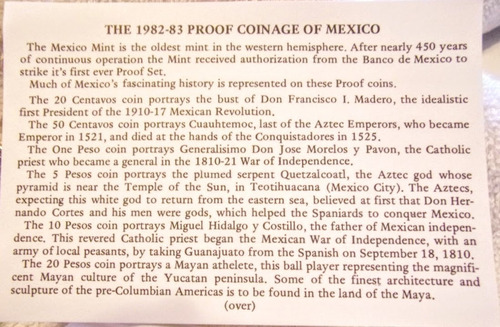 THE 1982-83 PROOF COINAGE OF MEXICO
The Mexico Mint is the oldest mint in the western hemisphere. After nearly 450 years
of continuous operation the Mint received authorization from the Banco de Mexico to
strike it's first ever Proof Set.
Much of Mexico's fascinating history is represented on these Proof coins.
The 20 Centavos coin portrays the bust of Don Francisco I. Madero, the idealistic
first President of the 1910-17 Mexican Revolution.
The 50 Centavos coin portrays Cuauhtemoc, last of the Aztec Emperors, who became
Emperor in 1521, and died at the hands of the Conquistadores in 1525.
The One Peso coin portrays Generalisimo Don Jose Morelos y Pavon, the Catholic
priest who became a general in the 1810-21 War of Independence.
The 5 Pesos coin portrays the plumed serpent Quetzalcoatl, the Aztec god whose
pyramid is near the Temple of the Sun, in Teotihuacana (Mexico City). The Aztecs,
expecting this white god to return from the eastern sea, believed at first that Don Her-
nando Cortes and his men were gods, which helped the Spaniards to conquer Mexico.
The 10 Pesos coin portrays Miguel Hidalgo y Costillo, the father of Mexican indepen-
dence. This revered Catholic priest began the Mexican War of Independence, with an
army of local peasants, by taking Guanajuato from the Spanish on September 18, 1810.
The 20 Pesos coin portrays a Mayan athelete, this ball player representing the magnifi-
cent Mayan culture of the Yucatan peninsula. Some of the finest architecture and
sculpture of the pre-Columbian Americas is to be found in the land of the Maya.
(over)